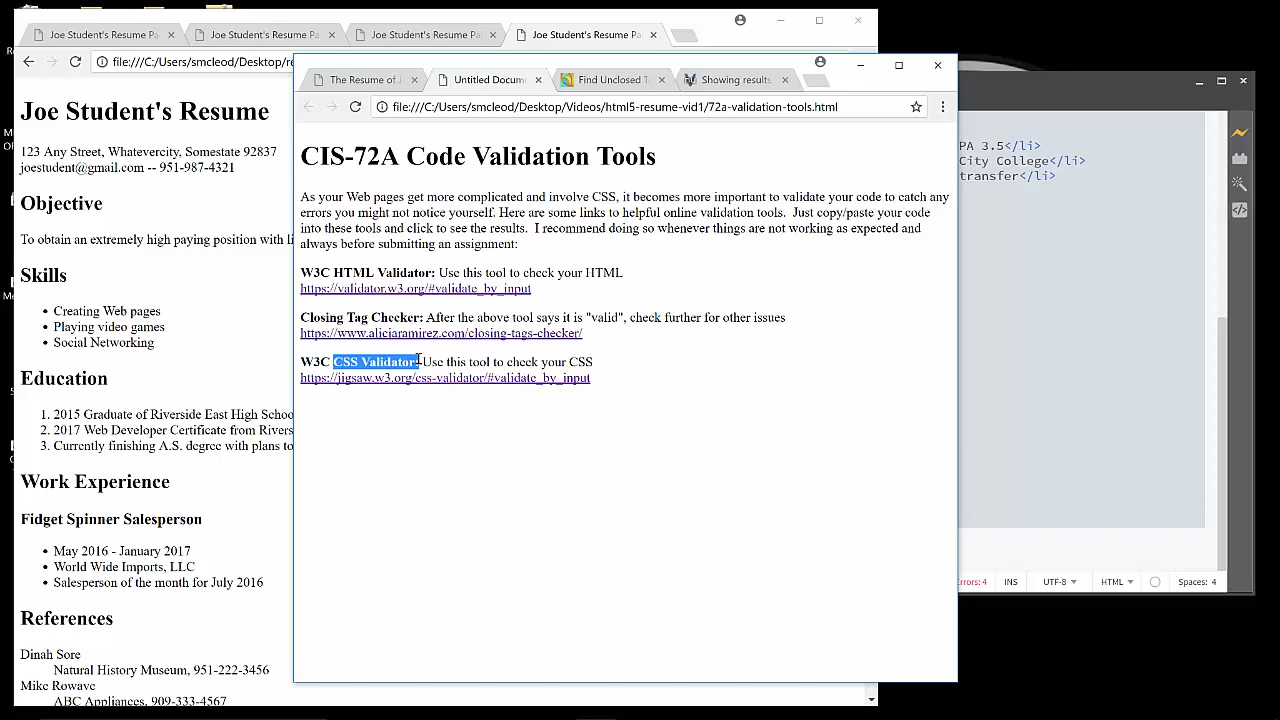 Joe Student's Resume Pa
Joe Student's Resume Pa
Joe Student's Resume Pa
Joe Student's Resume Pa
file:///C:/Users/smcleod/Desktop/re
Joe Student's Resume
123 Any Street, Whatevercity, Somestate 92837
joestudent@gmail.com -- 951-987-4321
Objective
To obtain an extremely high paying position with li
Skills
Creating Web pages
Playing video games
Social Networking
Education
1. 2015 Graduate of Riverside East High Schoo
2. 2017 Web Developer Certificate from Rivers
3. Currently finishing A.S. degree with plans to
Work Experience
Fidget Spinner Salesperson
May 2016 - January 2017
World Wide Imports, LLC
Salesperson of the month for July 2016
References
Dinah Sore
Natural History Museum, 951-222-3456
Mike Rowave
ABC Appliances, 909-333-4567
The Resume of J
Untitled Docum
Find Unclosed T
Showing results
file:///C:/Users/smcleod/Desktop/Videos/html5-resume-vid1/72a-validation-tools.html
CIS-72A Code Validation Tools
As your Web pages get more complicated and involve CSS, it becomes more important to validate your code to catch any
errors you might not notice yourself. Here are some links to helpful online validation tools.  Just copy/paste your code
into these tools and click to see the results.  I recommend doing so whenever things are not working as expected and
always before submitting an assignment:
W3C HTML Validator: Use this tool to check your HTML
https://validator.w3.org/#validate_by_input
Closing Tag Checker: After the above tool says it is "valid", check further for other issues
https://www.aliciaramirez.com/closing-tags-checker/
W3C CSS Validator: Use this tool to check your CSS
https://jigsaw.w3.org/css-validator/#validate_by_input
PA 3.5</li>
City College</li>
transfer</li>
Errors: 4
INS
UTF-8
HTML
Spaces: 4